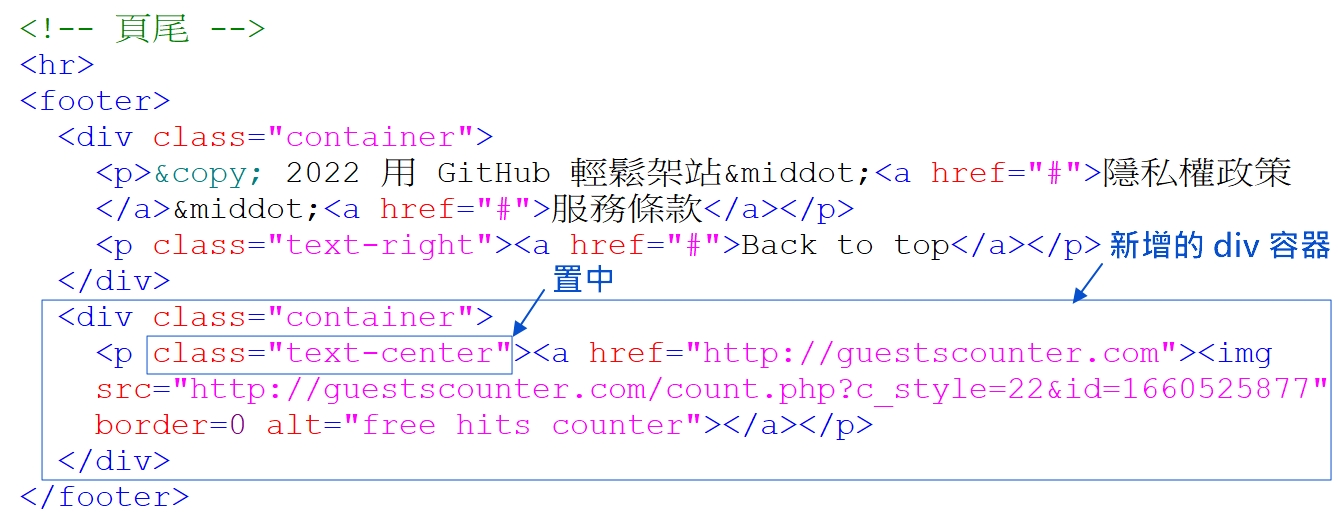 <!-- 頁尾 -->
<hr>
<footer>
<div class="container">
<p>&copy; 2022 用 GitHub 輕鬆架站&middot;<a href="#">隱私權政策
</a>&middot;<a href="#">服務條款</a></p>
<p class="text-right"><a href="#">Back to top</a></p> 新增的 div 容器
</div>
置中
<div class="container">
<p class="text-center"><a href="http://guestscounter.com"><img
src="http://guestscounter.com/count.php?c_style=22&id=1660525877"
border=0 alt="free hits counter"></a></p>
</div>
</footer>